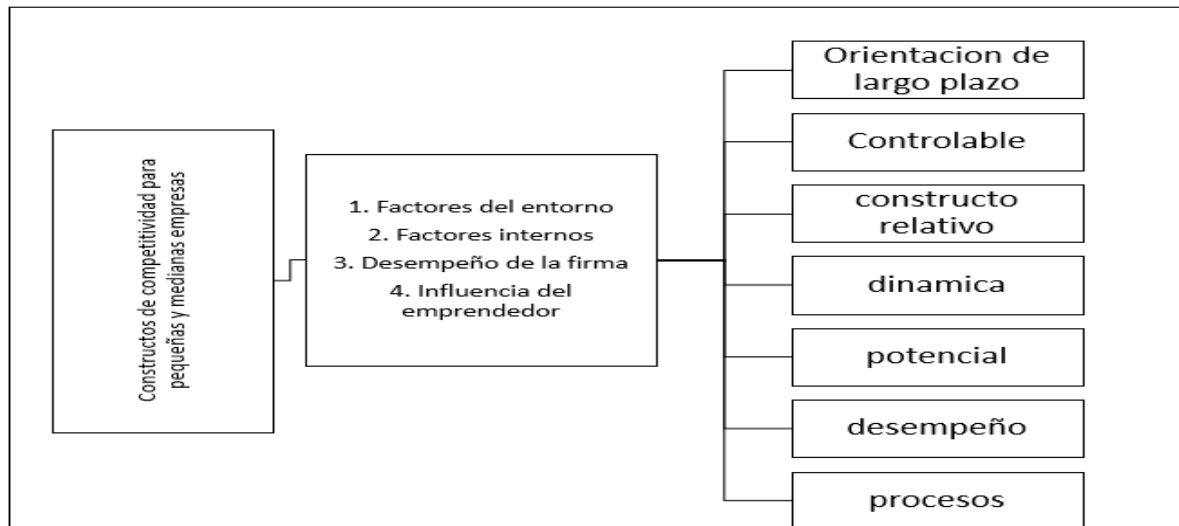 Constructos de competitividad para
pequeñas y medianas empresas
1. Factores del entorno
2. Factores internos
3. Desempeño de la firma
4. Influencia del
emprendedor
Orientacion de
largo plazo
Controlable
constructo
relativo
dinamica
potencial
desempeño
procesos